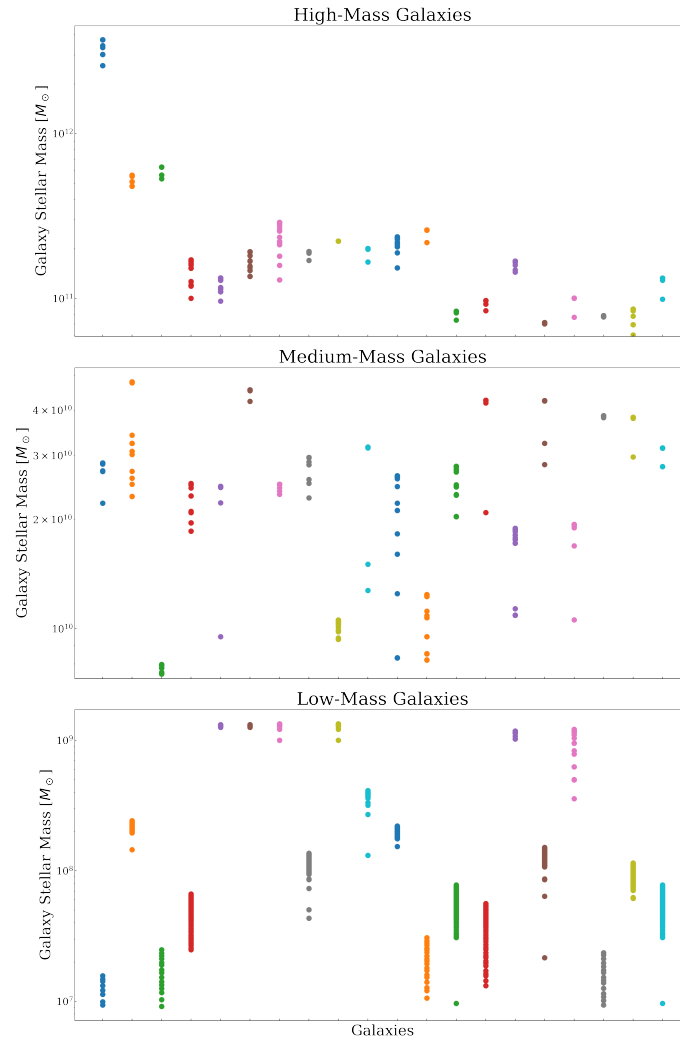 High-Mass Galaxies
Galaxy Stellar Mass [M⊙]
10¹²
10¹¹
Medium-Mass Galaxies
Galaxy Stellar Mass [M⊙]
4 × 10¹⁰
3 × 10¹⁰
2 × 10¹⁰
10¹⁰
Low-Mass Galaxies
Galaxy Stellar Mass [M⊙]
10⁹
10⁸
10⁷
Galaxies